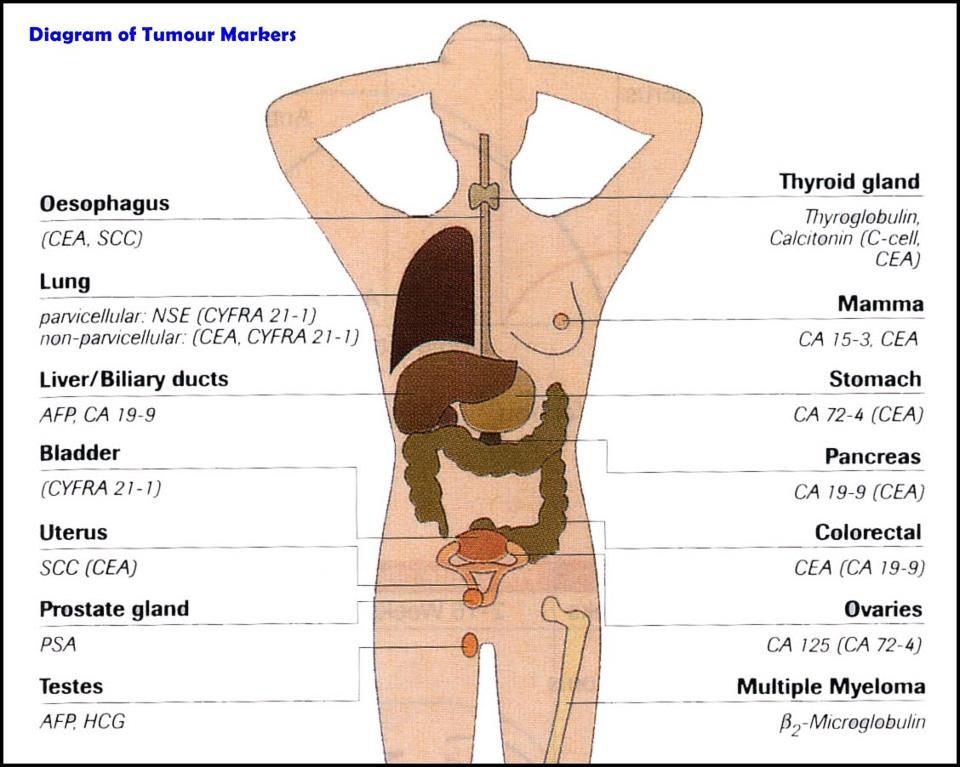 Diagram of Tumour Markers
Oesophagus
(CEA, SCC)
Lung
parvicellular: NSE (CYFRA 21-1)
non-parvicellular: (CEA, CYFRA 21-1)
Liver/Biliary ducts
AFP, CA 19-9
Bladder
(CYFRA 21-1)
Uterus
SCC (CEA)
Prostate gland
PSA
Testes
AFP, HCG
Thyroid gland
Thyroglobulin,
Calcitonin (C-cell,
CEA)
Mamma
CA 15-3, CEA
Stomach
CA 72-4 (CEA)
Pancreas
CA 19-9 (CEA)
Colorectal
CEA (CA 19-9)
Ovaries
CA 125 (CA 72-4)
Multiple Myeloma
β₂-Microglobulin